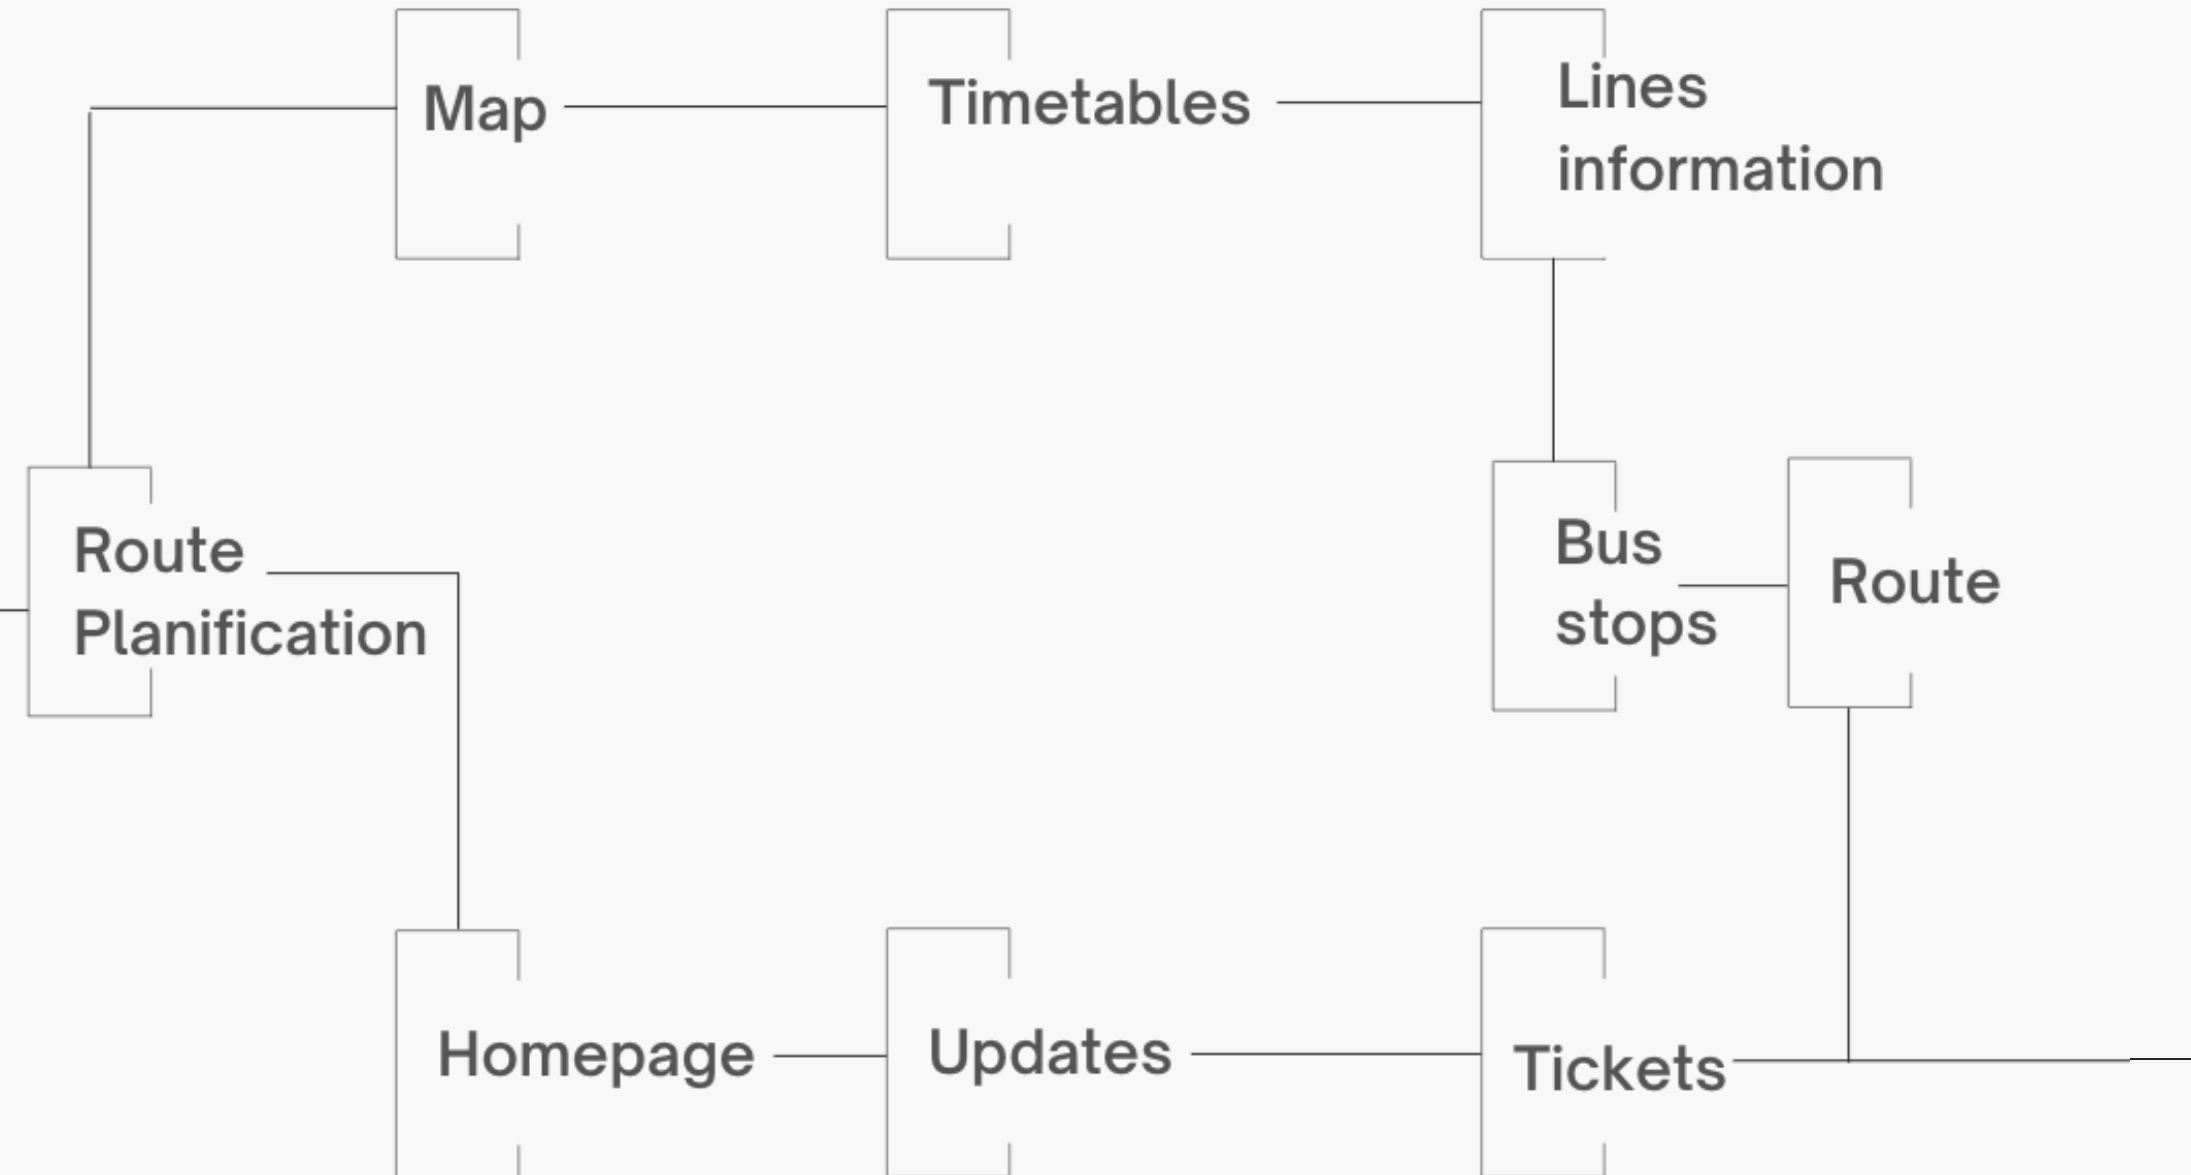 Map
Timetables
Lines
information
Route
Planification
Bus
stops
Route
Homepage
Updates
Tickets